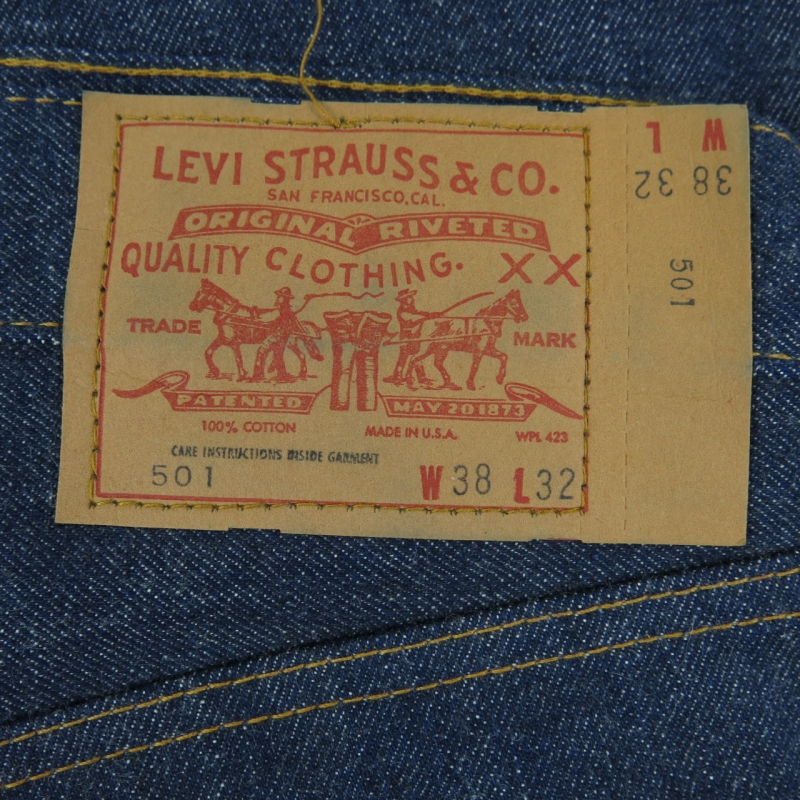 LEVI STRAUSS & CO.
SAN FRANCISCO, CAL.
ORIGINAL RIVETED
QUALITY CLOTHING. XX
TRADE MARK
PATENTED MAY 20 1873
100% COTTON MADE IN U.S.A. WPL 423
CARE INSTRUCTIONS INSIDE GARMENT
501 W 38 L 32
W L
38 32
501